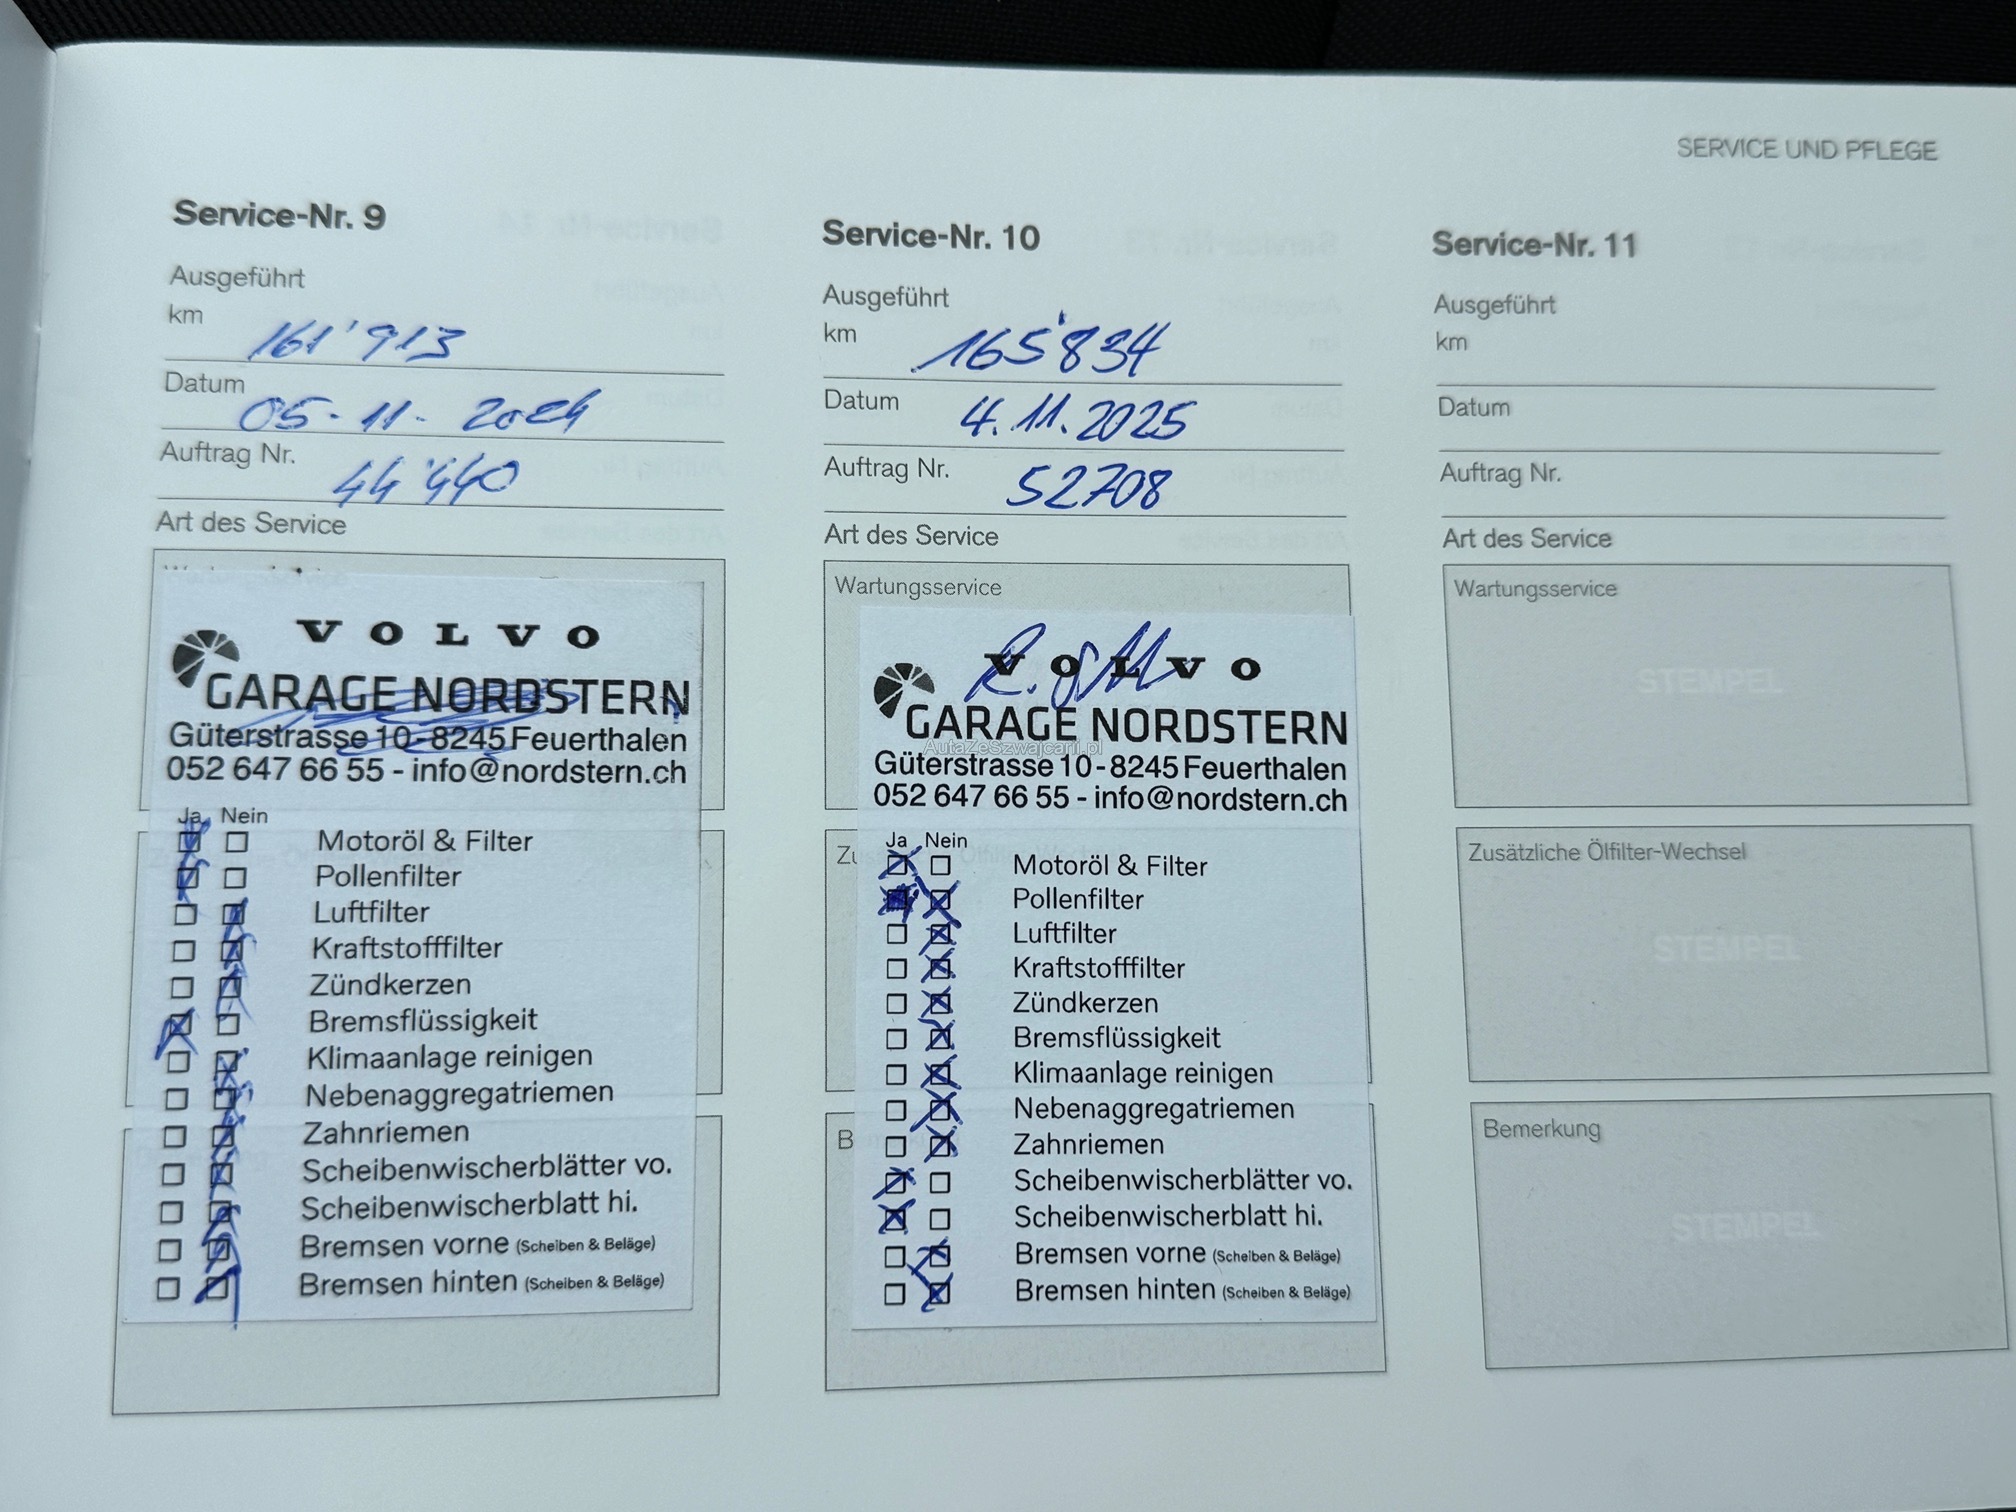 SERVICE UND PFLEGE
Service-Nr. 9
Ausgeführt
km 161'913
Datum 05-11-2024
Auftrag Nr. 44'440
Art des Service
VOLVO
GARAGE NORDSTERN
Güterstrasse 10 - 8245 Feuerthalen
052 647 66 55 - info@nordstern.ch
Ja Nein
Motoröl & Filter
Pollenfilter
Luftfilter
Kraftstofffilter
Zündkerzen
Bremsflüssigkeit
Klimaanlage reinigen
Nebenaggregatriemen
Zahnriemen
Scheibenwischerblätter vo.
Scheibenwischerblatt hi.
Bremsen vorne (Scheiben & Beläge)
Bremsen hinten (Scheiben & Beläge)
Service-Nr. 10
Ausgeführt
km 165'834
Datum 4.11.2025
Auftrag Nr. 52708
Art des Service
Wartungsservice
VOLVO
GARAGE NORDSTERN
AutaZeSzwajcarii.pl
Güterstrasse 10 - 8245 Feuerthalen
052 647 66 55 - info@nordstern.ch
Ja Nein
Motoröl & Filter
Pollenfilter
Luftfilter
Kraftstofffilter
Zündkerzen
Bremsflüssigkeit
Klimaanlage reinigen
Nebenaggregatriemen
Zahnriemen
Scheibenwischerblätter vo.
Scheibenwischerblatt hi.
Bremsen vorne (Scheiben & Beläge)
Bremsen hinten (Scheiben & Beläge)
Service-Nr. 11
Ausgeführt
km
Datum
Auftrag Nr.
Art des Service
Wartungsservice
STEMPEL
Zusätzliche Ölfilter-Wechsel
STEMPEL
Bemerkung
STEMPEL